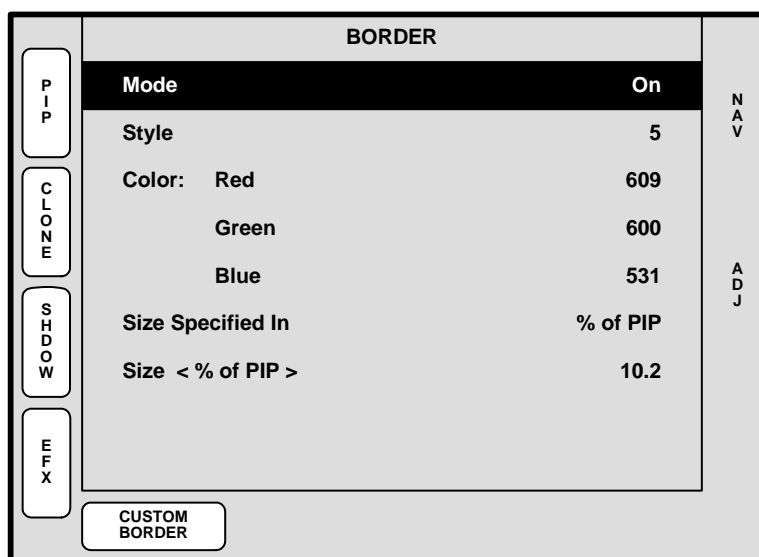 BORDER
PIP
Mode On
NAV
Style 5
CLONE
Color: Red 609
Green 600
Blue 531
ADJ
SHDOW
Size Specified In % of PIP
Size < % of PIP > 10.2
EFX
CUSTOM
BORDER